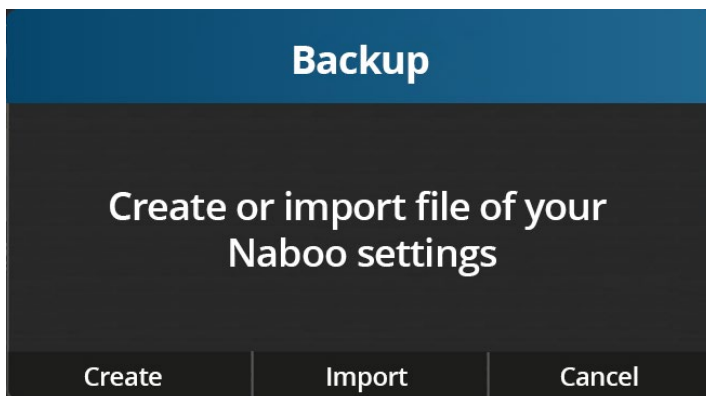 Backup
Create or import file of your
Naboo settings
Create Import Cancel